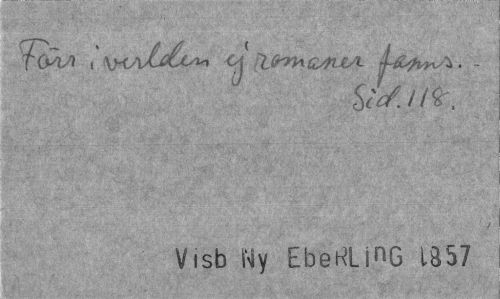 Förr i verlden ej romaner fanns. -
Sid. 118.
Visb Ny EbeRLinG 1857